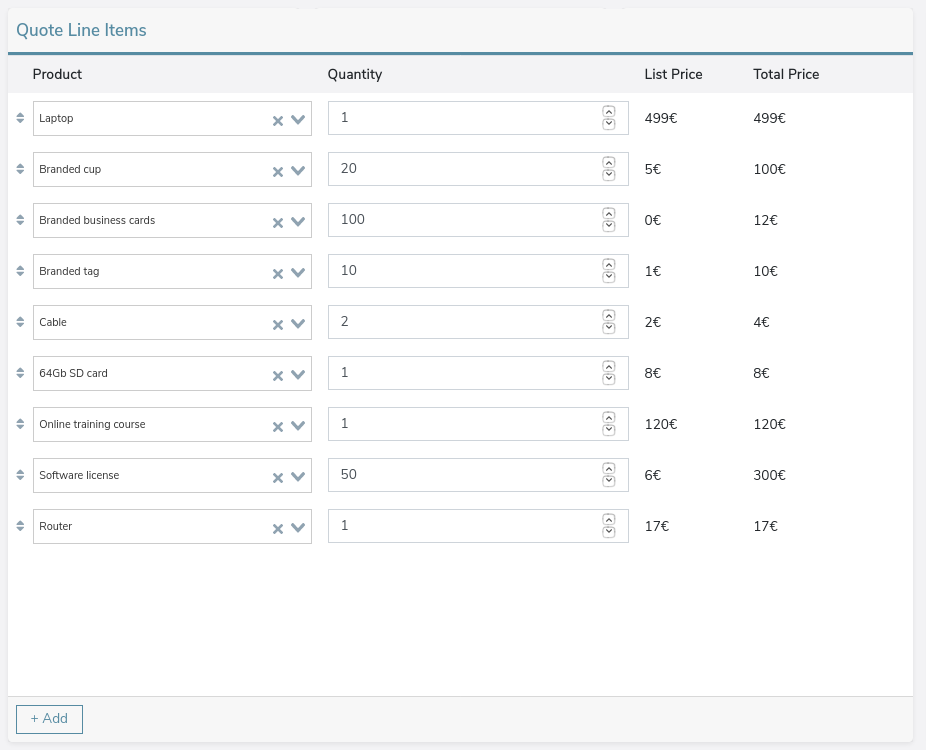 Quote Line Items
Product Quantity List Price Total Price
Laptop 1 499€ 499€
Branded cup 20 5€ 100€
Branded business cards 100 0€ 12€
Branded tag 10 1€ 10€
Cable 2 2€ 4€
64Gb SD card 1 8€ 8€
Online training course 1 120€ 120€
Software license 50 6€ 300€
Router 1 17€ 17€
+ Add